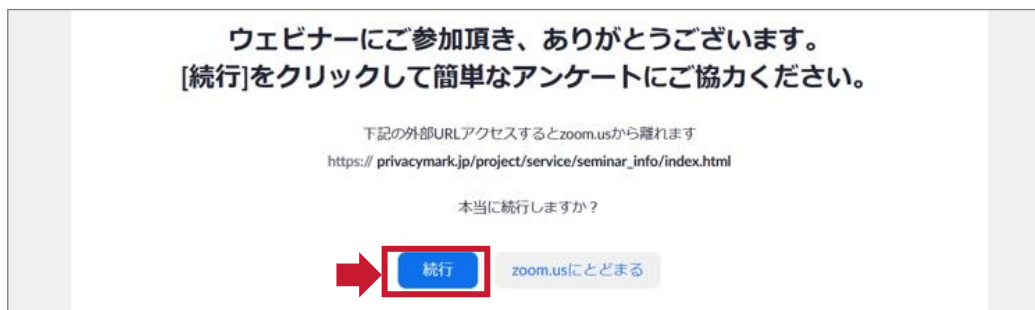 ウェビナーにご参加頂き、ありがとうございます。
[続行]をクリックして簡単なアンケートにご協力ください。
下記の外部URLアクセスするとzoom.usから離れます
https:// privacymark.jp/project/service/seminar_info/index.html
本当に続行しますか？
続行
zoom.usにとどまる